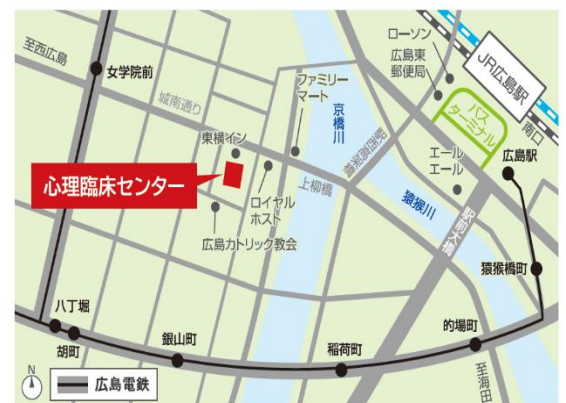 至西広島
女学院前
城南通り
東横イン
心理臨床センター
ロイヤル
ホスト
広島カトリック教会
ファミリー
マート
京橋川
上柳橋
ローソン
広島東
郵便局
JR広島駅
南口
バス
ターミナル
エール
エール
広島駅
猿猴川
駅前大橋
猿猴橋町
八丁堀
胡町
銀山町
稲荷町
的場町
至海田
N
広島電鉄